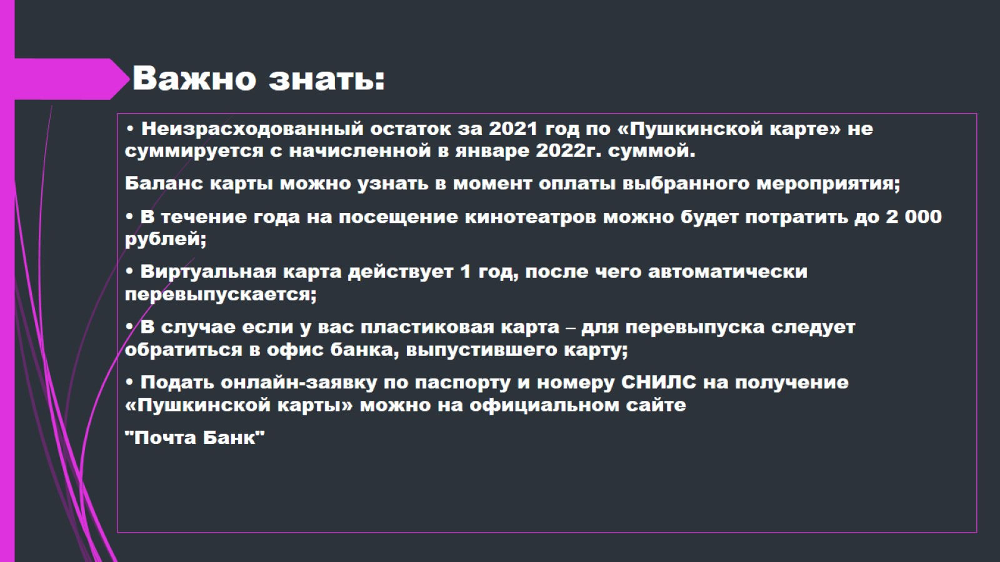 Важно знать:
• Неизрасходованный остаток за 2021 год по «Пушкинской карте» не
суммируется с начисленной в январе 2022г. суммой.
Баланс карты можно узнать в момент оплаты выбранного мероприятия;
• В течение года на посещение кинотеатров можно будет потратить до 2 000
рублей;
• Виртуальная карта действует 1 год, после чего автоматически
перевыпускается;
• В случае если у вас пластиковая карта – для перевыпуска следует
обратиться в офис банка, выпустившего карту;
• Подать онлайн-заявку по паспорту и номеру СНИЛС на получение
«Пушкинской карты» можно на официальном сайте
"Почта Банк"